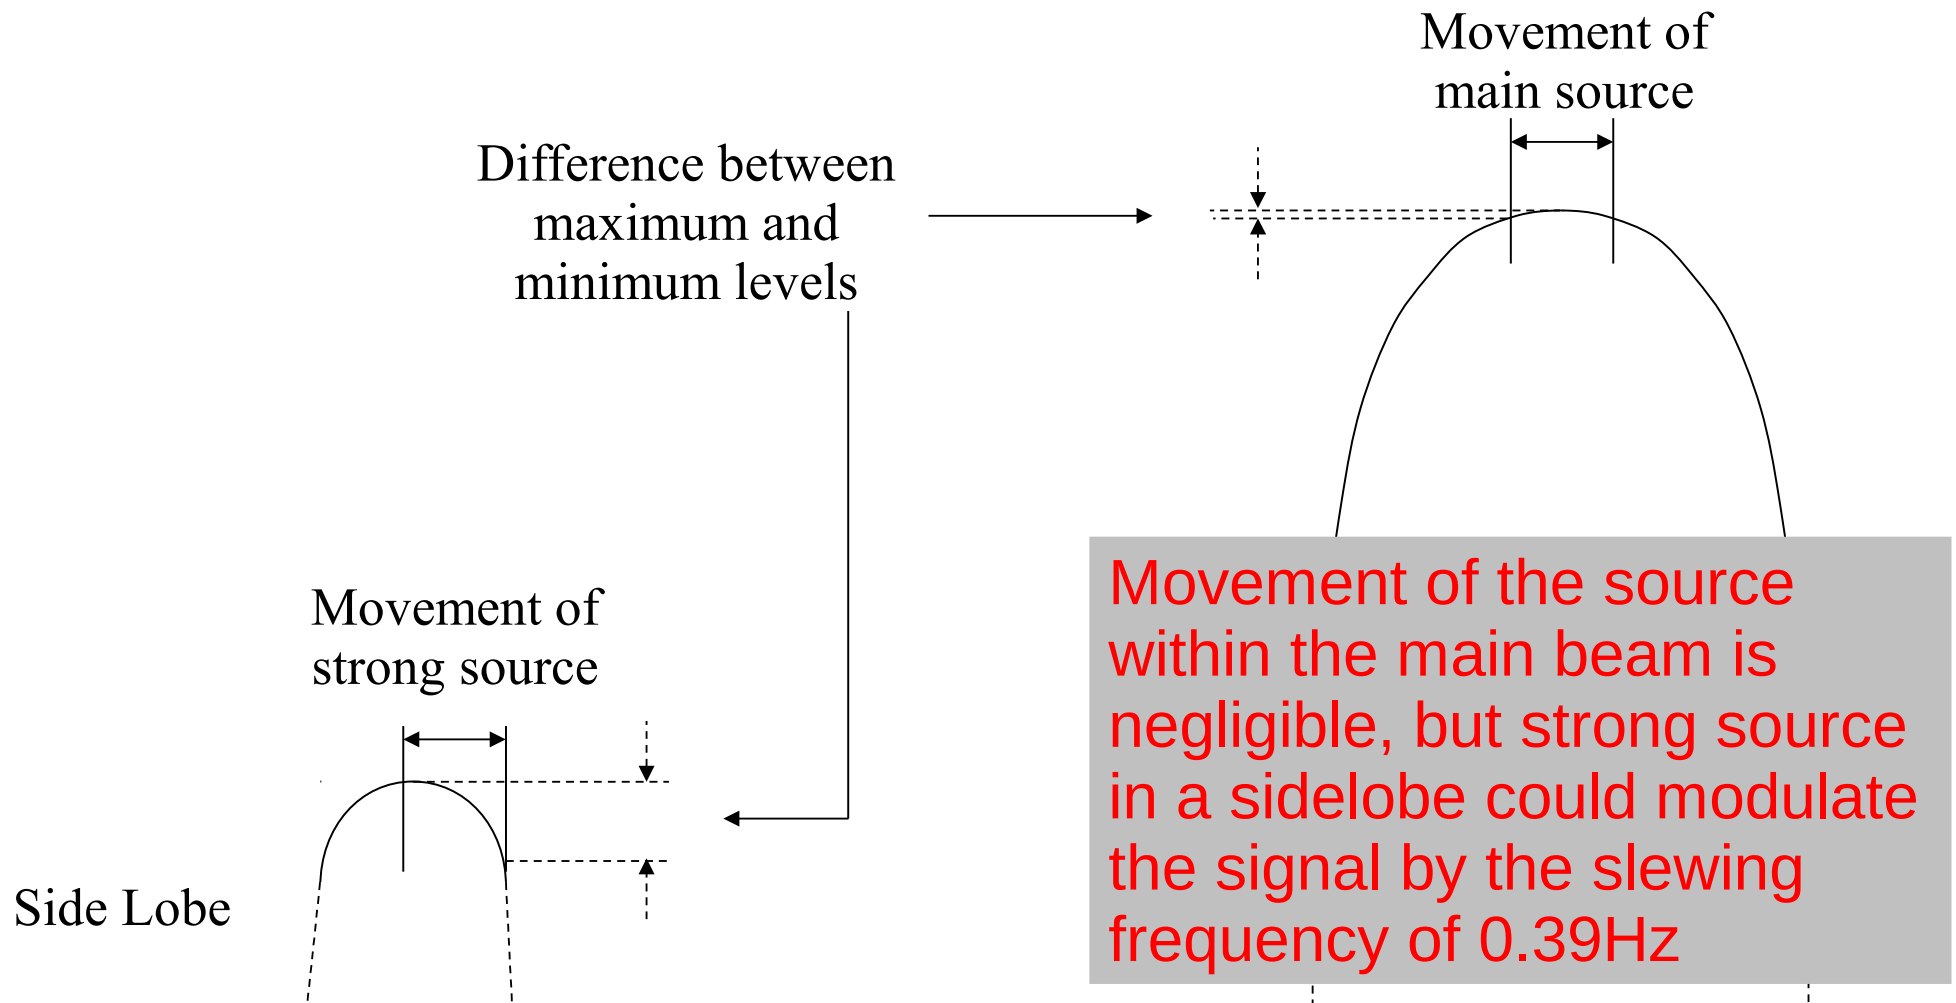 Movement of
main source
Difference between
maximum and
minimum levels
Movement of
strong source
Side Lobe
Movement of the source
within the main beam is
negligible, but strong source
in a sidelobe could modulate
the signal by the slewing
frequency of 0.39Hz